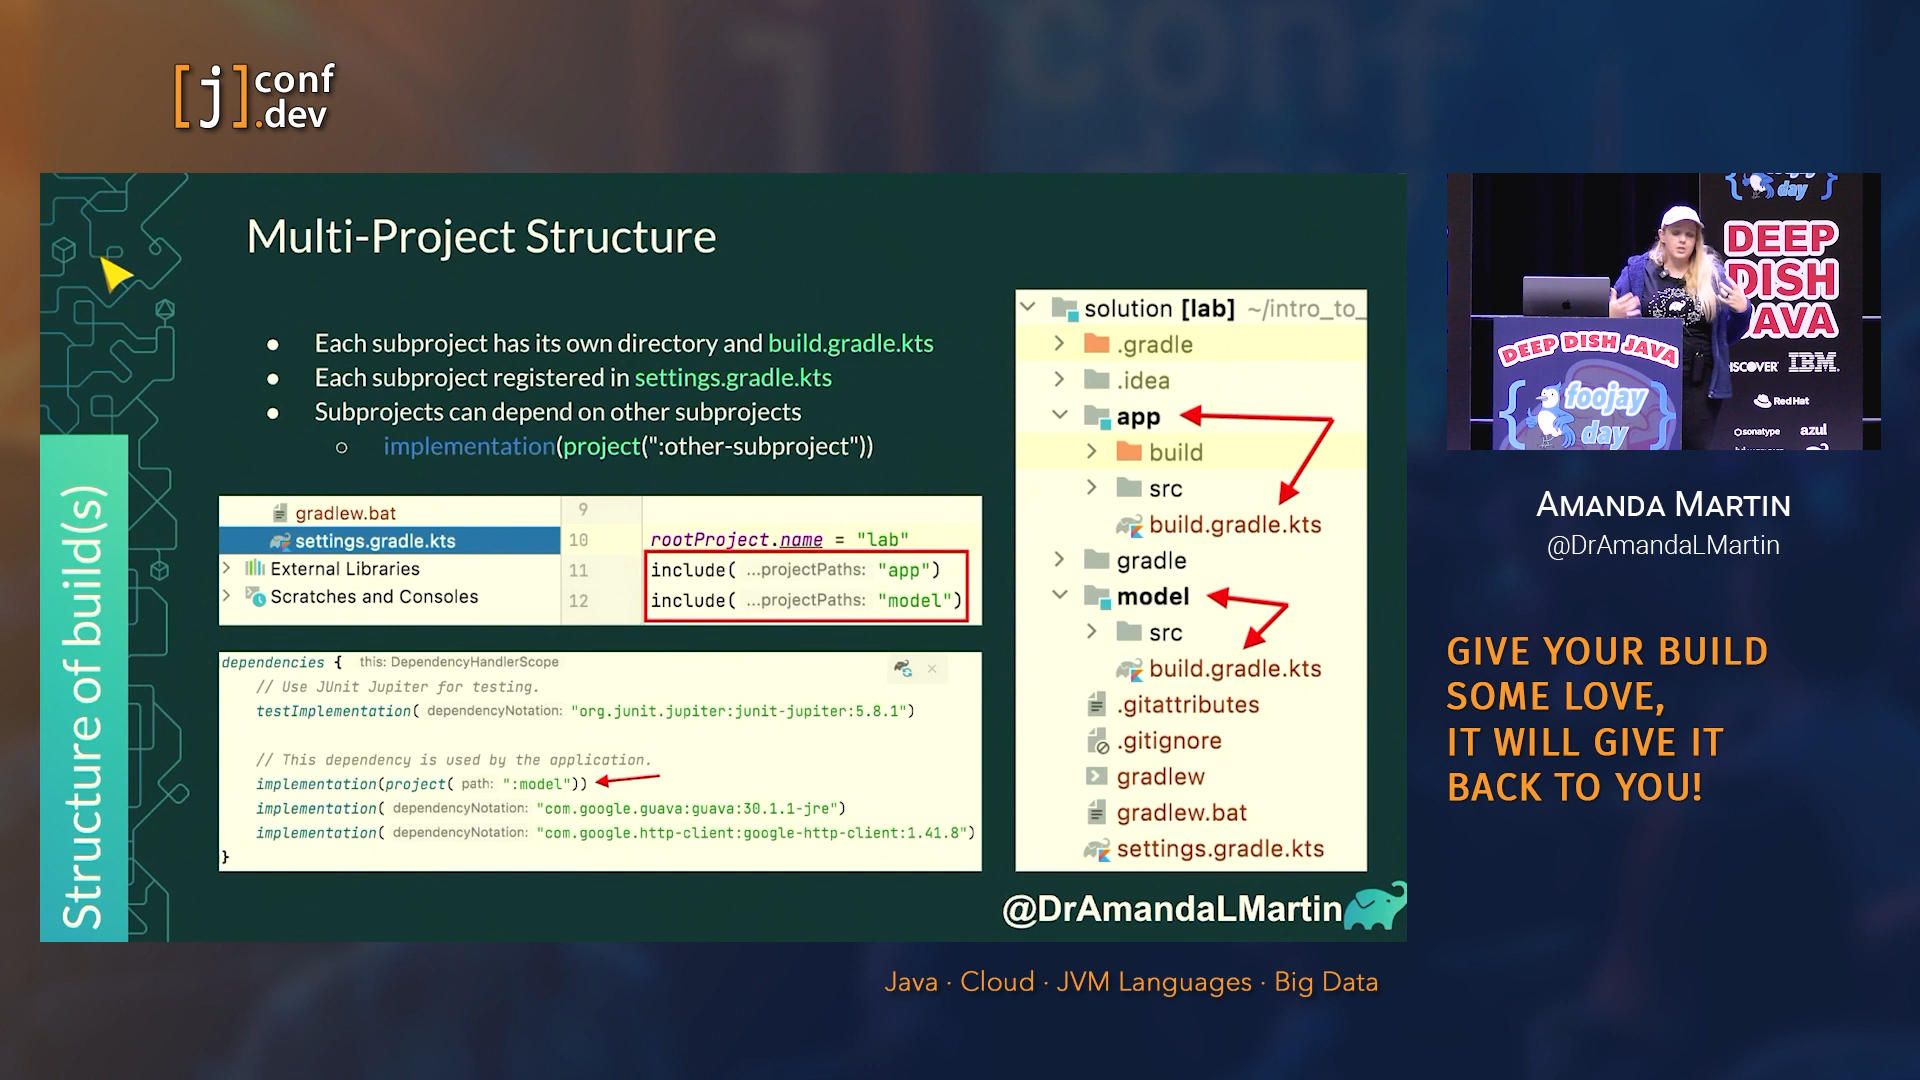 [j] conf
.dev
Multi-Project Structure
● Each subproject has its own directory and build.gradle.kts
● Each subproject registered in settings.gradle.kts
● Subprojects can depend on other subprojects
○ implementation(project(":other-subproject"))
Structure of build(s)
gradlew.bat
settings.gradle.kts
External Libraries
Scratches and Consoles
9
10 rootProject.name = "lab"
11 include( ...projectPaths: "app")
12 include( ...projectPaths: "model")
dependencies { this: DependencyHandlerScope
// Use JUnit Jupiter for testing.
testImplementation( dependencyNotation: "org.junit.jupiter:junit-jupiter:5.8.1")
// This dependency is used by the application.
implementation(project( path: ":model"))
implementation( dependencyNotation: "com.google.guava:guava:30.1.1-jre")
implementation( dependencyNotation: "com.google.http-client:google-http-client:1.41.8")
}
solution [lab] ~/intro_to_
.gradle
.idea
app
build
src
build.gradle.kts
gradle
model
src
build.gradle.kts
.gitattributes
.gitignore
gradlew
gradlew.bat
settings.gradle.kts
@DrAmandaLMartin
day
DEEP
DISH
JAVA
DISCOVER IBM.
Red Hat
sonatype azul
DEEP DISH JAVA
foojay
day
AMANDA MARTIN
@DrAmandaLMartin
GIVE YOUR BUILD
SOME LOVE,
IT WILL GIVE IT
BACK TO YOU!
Java · Cloud · JVM Languages · Big Data